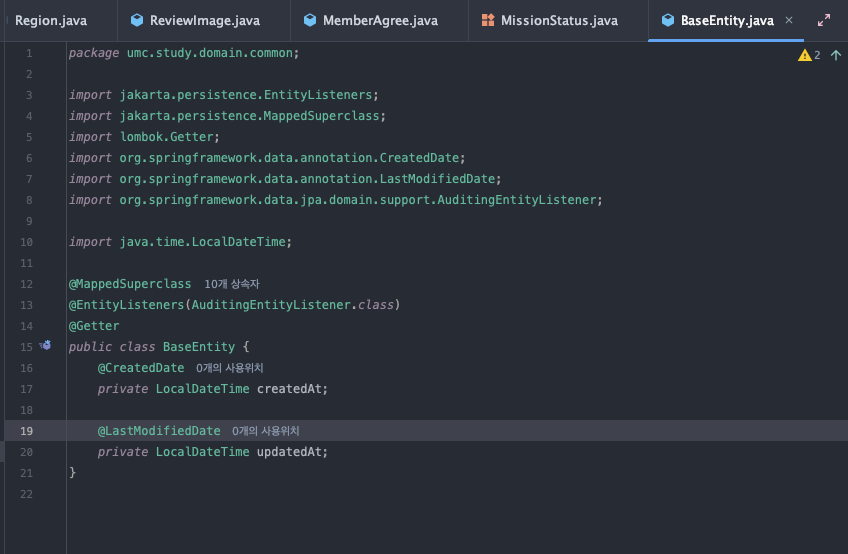 Region.java ReviewImage.java MemberAgree.java MissionStatus.java BaseEntity.java ×
1 package umc.study.domain.common; 2
2
3 import jakarta.persistence.EntityListeners;
4 import jakarta.persistence.MappedSuperclass;
5 import lombok.Getter;
6 import org.springframework.data.annotation.CreatedDate;
7 import org.springframework.data.annotation.LastModifiedDate;
8 import org.springframework.data.jpa.domain.support.AuditingEntityListener;
9
10 import java.time.LocalDateTime;
11
12 @MappedSuperclass 10개 상속자
13 @EntityListeners(AuditingEntityListener.class)
14 @Getter
15 public class BaseEntity {
16 @CreatedDate 0개의 사용위치
17 private LocalDateTime createdAt;
18
19 @LastModifiedDate 0개의 사용위치
20 private LocalDateTime updatedAt;
21 }
22